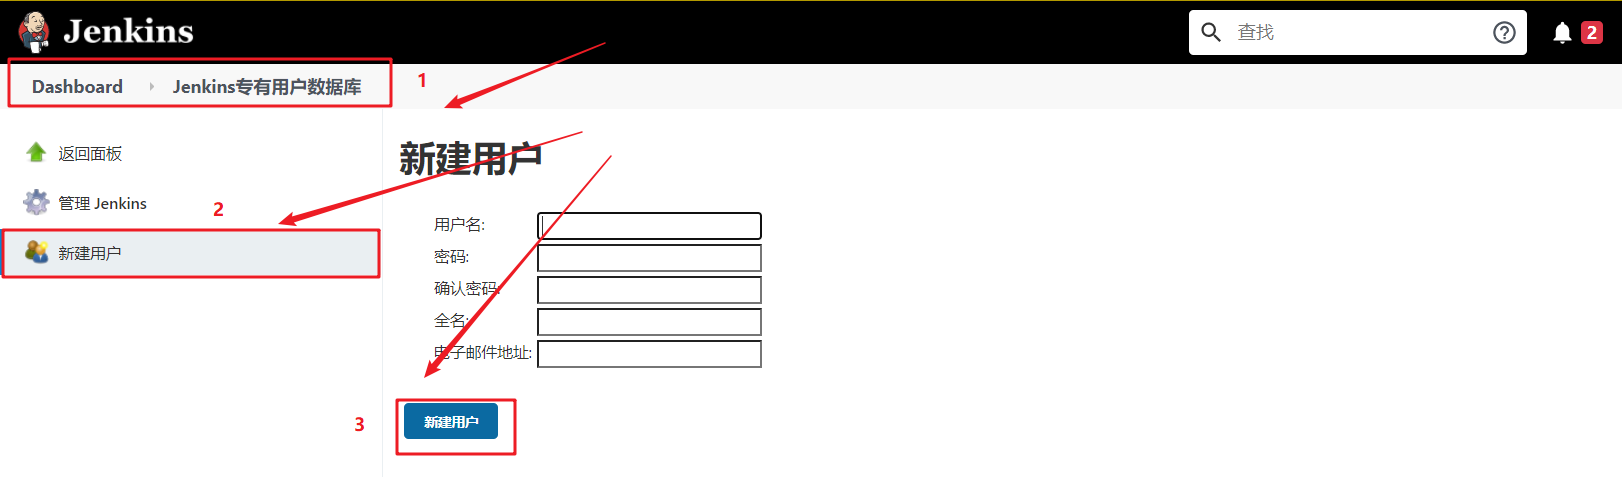 Jenkins
查找
2
Dashboard
Jenkins专有用户数据库
1
返回面板
管理 Jenkins
2
新建用户
新建用户
用户名:
密码:
确认密码:
全名:
电子邮件地址:
3
新建用户